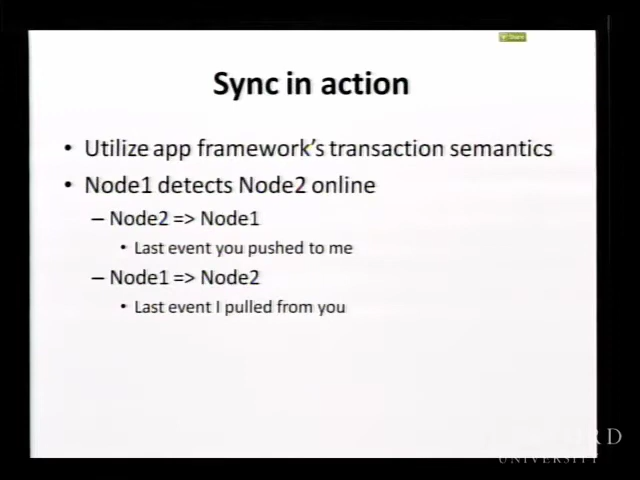 Share
Sync in action
• Utilize app framework's transaction semantics
• Node1 detects Node2 online
– Node2 => Node1
• Last event you pushed to me
– Node1 => Node2
• Last event I pulled from you
UNIVERSITY